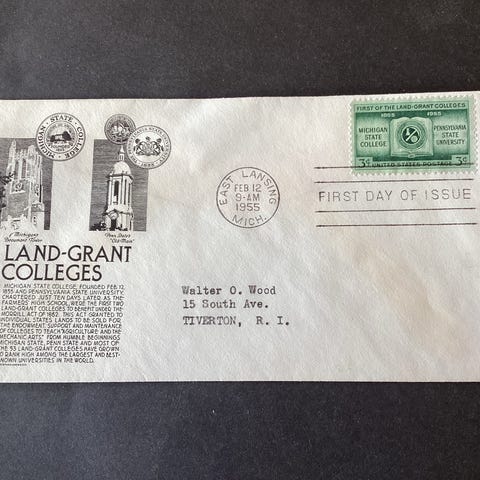 MICHIGAN STATE COLLEGE
Michigan's
"Beaumont Tower"
Penn State's
"Old Main"
LAND-GRANT
COLLEGES
MICHIGAN STATE COLLEGE, FOUNDED FEB. 12,
1855 AND PENNSYLVANIA STATE UNIVERSITY,
CHARTERED JUST TEN DAYS LATER, AS THE
FARMERS' HIGH SCHOOL, WERE THE FIRST TWO
LAND-GRANT COLLEGES TO BENEFIT UNDER THE
MORRILL ACT OF 1862. THIS ACT GRANTED TO
INDIVIDUAL STATES LANDS TO BE SOLD FOR
THE ENDOWMENT, SUPPORT AND MAINTENANCE
OF COLLEGES TO TEACH "AGRICULTURE AND THE
MECHANIC ARTS." FROM HUMBLE BEGINNINGS
MICHIGAN STATE, PENN STATE AND MOST OF
THE 53 LAND-GRANT COLLEGES HAVE GROWN
TO RANK HIGH AMONG THE LARGEST AND BEST-
KNOWN UNIVERSITIES IN THE WORLD.
EAST LANSING
FEB 12
9-AM
1955
MICH.
FIRST OF THE LAND-GRANT COLLEGES
1855 1955
MICHIGAN STATE COLLEGE
PENNSYLVANIA STATE UNIVERSITY
3¢ UNITED STATES POSTAGE 3¢
FIRST DAY OF ISSUE
Walter O. Wood
15 South Ave.
TIVERTON, R. I.